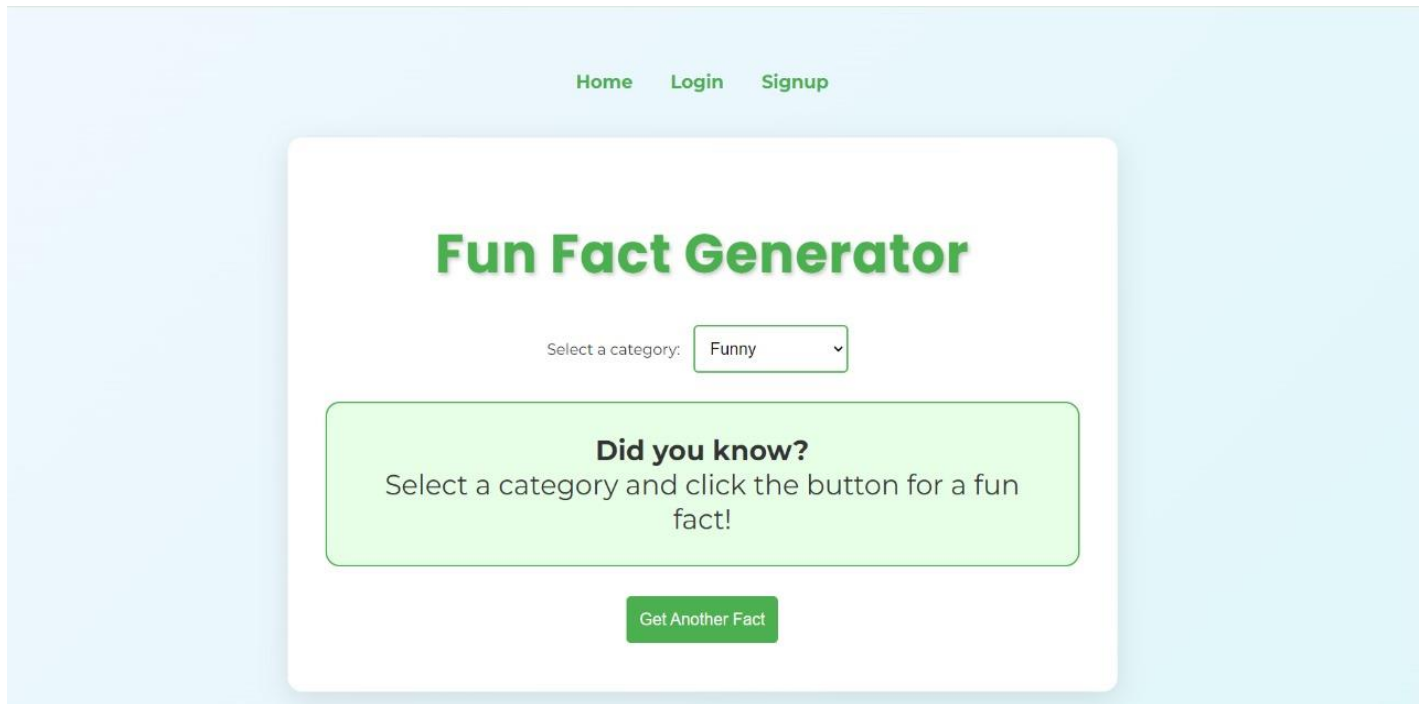 Home Login Signup
Fun Fact Generator
Select a category: Funny
Did you know?
Select a category and click the button for a fun
fact!
Get Another Fact